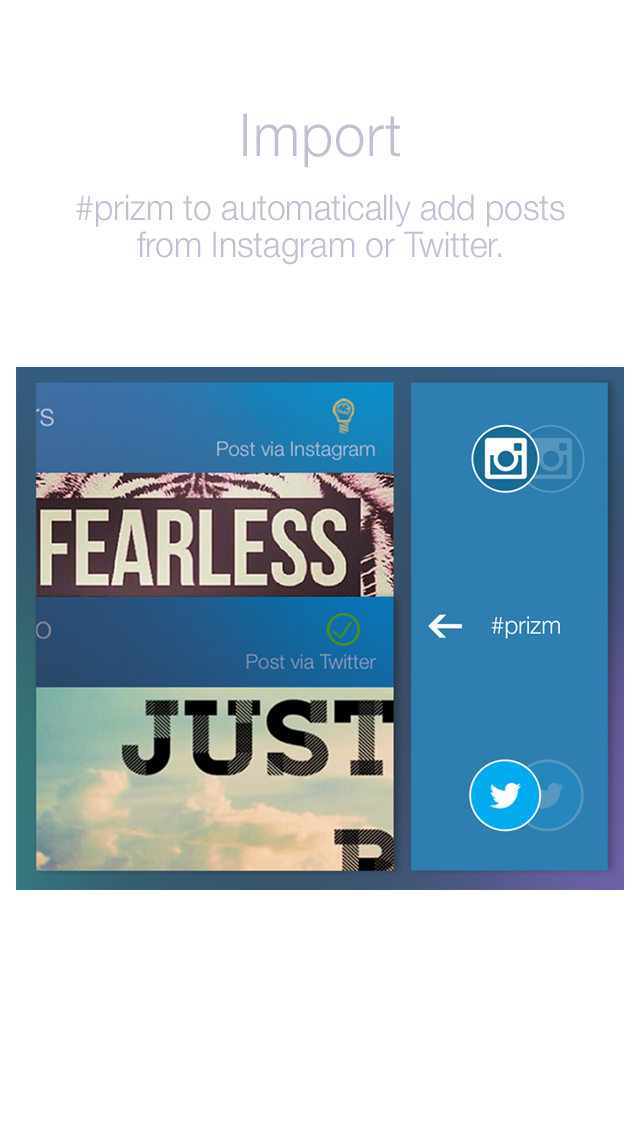 Import
#prizm to automatically add posts
from Instagram or Twitter.
rs
Post via Instagram
FEARLESS
#prizm
o
Post via Twitter
JUST